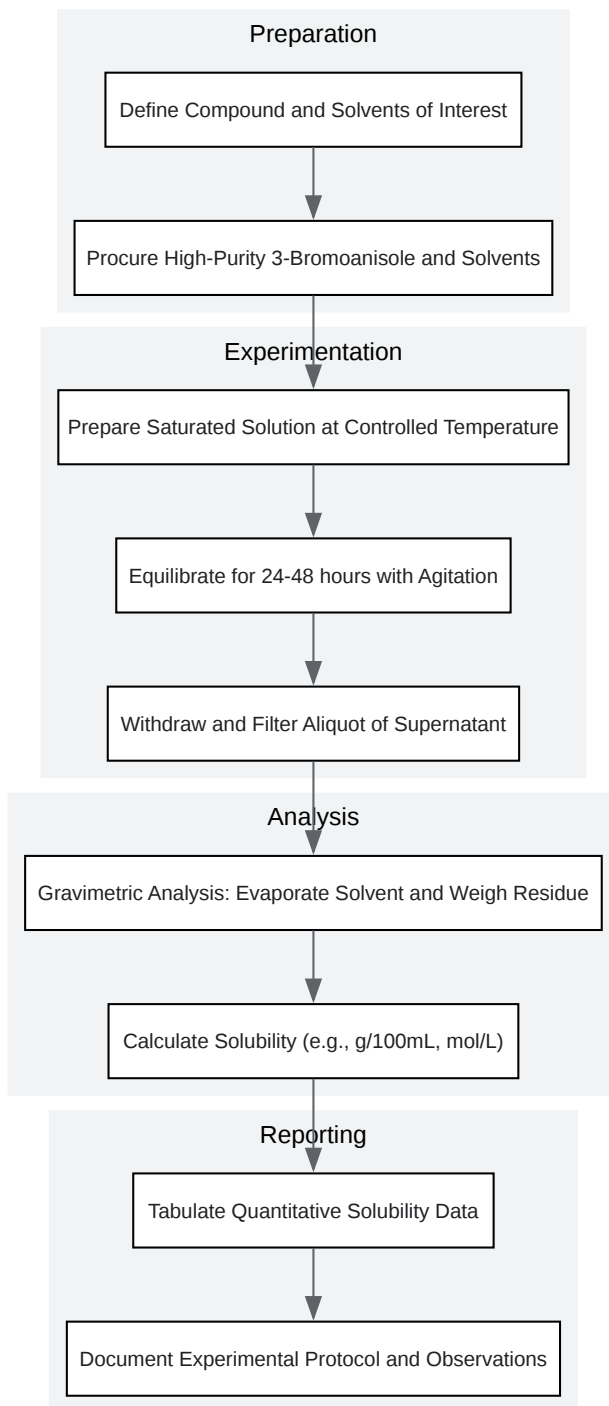 Preparation
Define Compound and Solvents of Interest
Procure High-Purity 3-Bromoanisole and Solvents
Experimentation
Prepare Saturated Solution at Controlled Temperature
Equilibrate for 24-48 hours with Agitation
Withdraw and Filter Aliquot of Supernatant
Analysis
Gravimetric Analysis: Evaporate Solvent and Weigh Residue
Calculate Solubility (e.g., g/100mL, mol/L)
Reporting
Tabulate Quantitative Solubility Data
Document Experimental Protocol and Observations